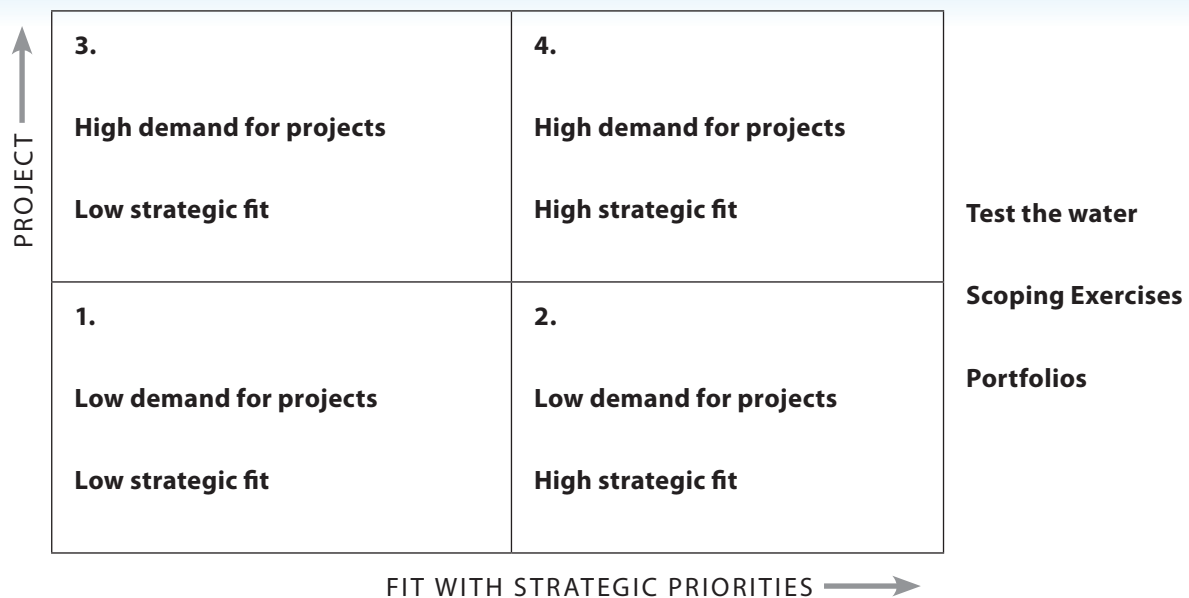 PROJECT
3.
High demand for projects
Low strategic fit
4.
High demand for projects
High strategic fit
1.
Low demand for projects
Low strategic fit
2.
Low demand for projects
High strategic fit
Test the water
Scoping Exercises
Portfolios
FIT WITH STRATEGIC PRIORITIES